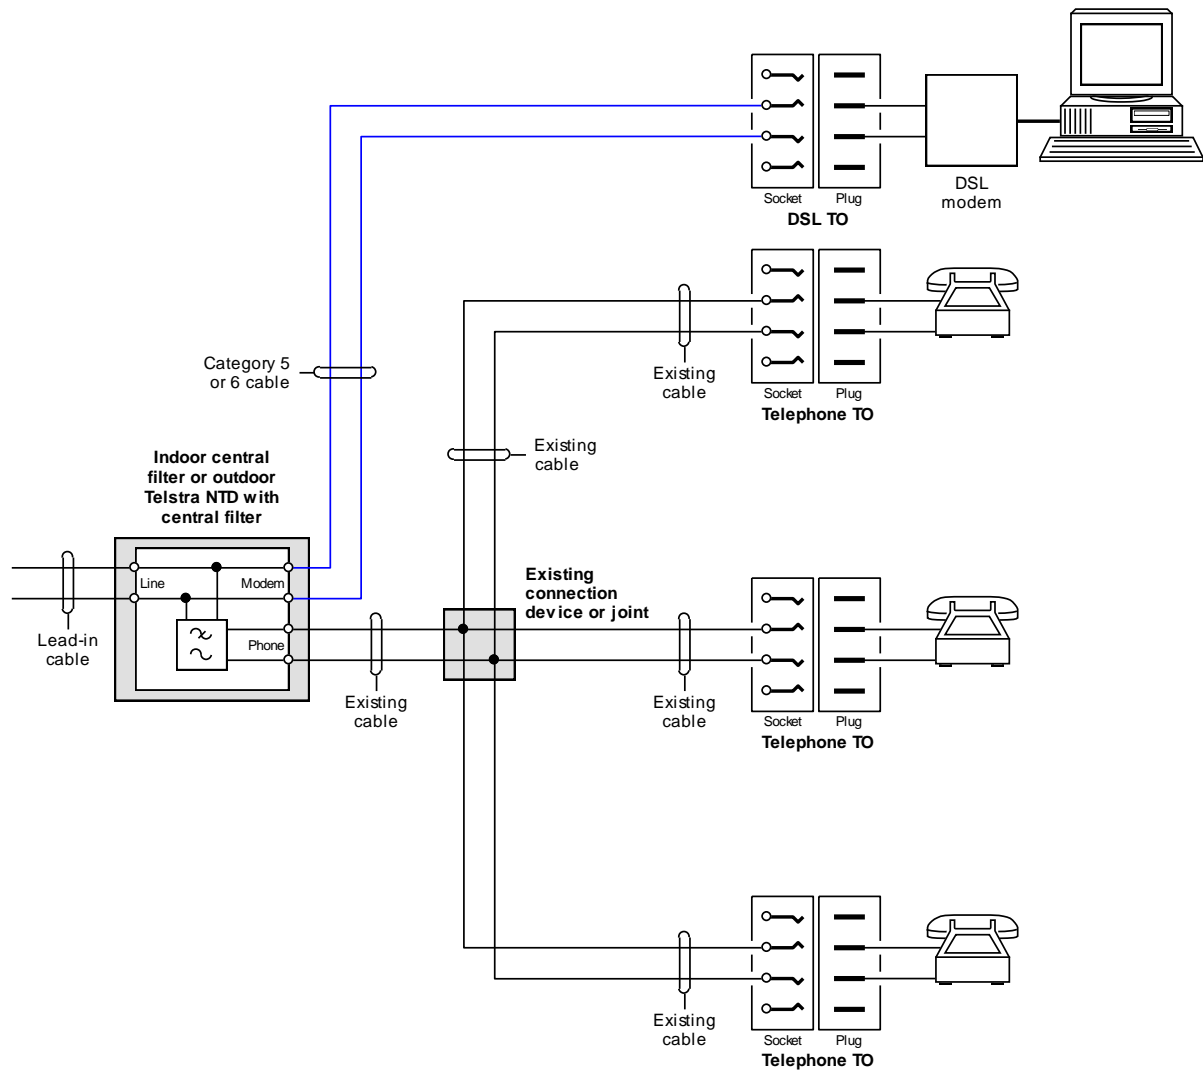 Socket
Plug
DSL TO
DSL
modem
Socket
Plug
Telephone TO
Existing
cable
Category 5
or 6 cable
Existing
cable
Indoor central
filter or outdoor
Telstra NTD with
central filter
Line
Modem
Phone
Lead-in
cable
Existing
cable
Existing
connection
device or joint
Existing
cable
Socket
Plug
Telephone TO
Existing
cable
Socket
Plug
Telephone TO